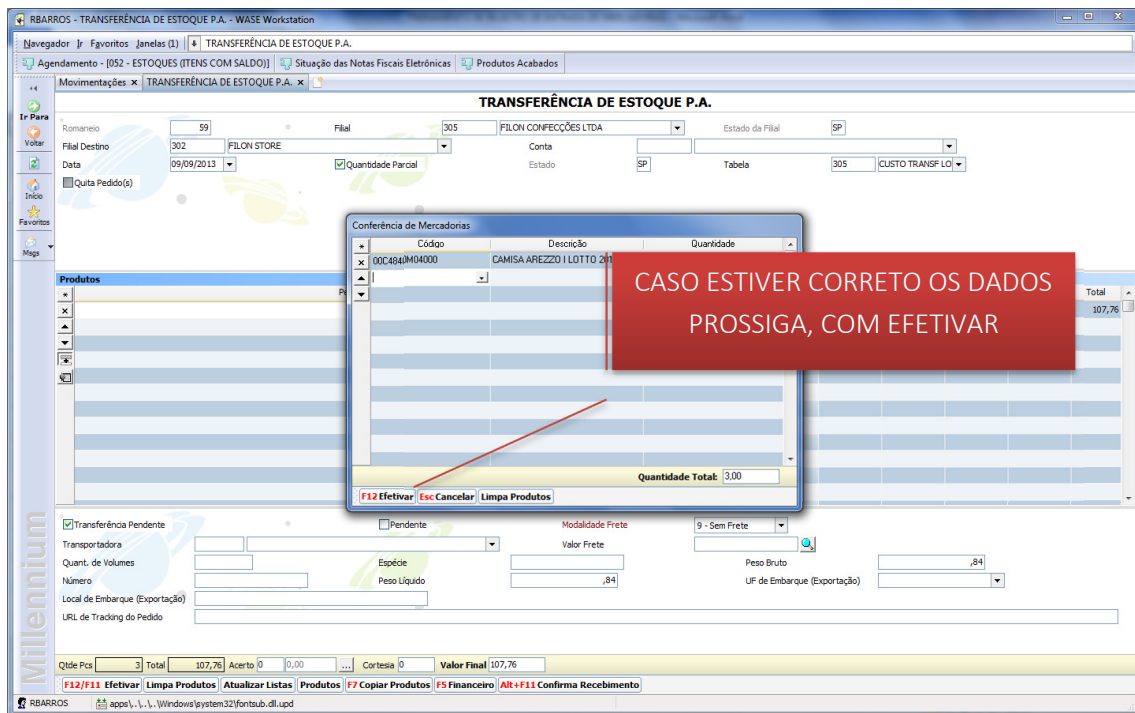 RBARROS - TRANSFERÊNCIA DE ESTOQUE P.A. - WASE Workstation
Navegador Ir Favoritos Janelas (1) TRANSFERÊNCIA DE ESTOQUE P.A.
Agendamento - [052 - ESTOQUES (ITENS COM SALDO)] Situação das Notas Fiscais Eletrônicas Produtos Acabados
Movimentações TRANSFERÊNCIA DE ESTOQUE P.A.
TRANSFERÊNCIA DE ESTOQUE P.A.
Ir Para
Voltar
Início
Favoritos
Msgs
Romaneio 59 Filial 305 FILON CONFECÇÕES LTDA Estado da Filial SP
Filial Destino 302 FILON STORE Conta
Data 09/09/2013 Quantidade Parcial Estado SP Tabela 305 CUSTO TRANSF LO
Quita Pedido(s)
Conferência de Mercadorias
Código Descrição Quantidade
00C4840M04000 CAMISA AREZZO I LOTTO
CASO ESTIVER CORRETO OS DADOS
PROSSIGA, COM EFETIVAR
Produtos
Total
107,76
Quantidade Total: 3,00
F12 Efetivar Esc Cancelar Limpa Produtos
Transferência Pendente Pendente Modalidade Frete 9 - Sem Frete
Transportadora Valor Frete
Quant. de Volumes Espécie Peso Bruto ,84
Número Peso Líquido ,84 UF de Embarque (Exportação)
Local de Embarque (Exportação)
URL de Tracking do Pedido
Millennium
Qtde Pcs 3 Total 107,76 Acerto 0 0,00 ... Cortesia 0 Valor Final 107,76
F12/F11 Efetivar Limpa Produtos Atualizar Listas Produtos F7 Copiar Produtos F5 Financeiro Alt+F11 Confirma Recebimento
RBARROS apps\..\..\..\Windows\system32\fontsub.dll.upd